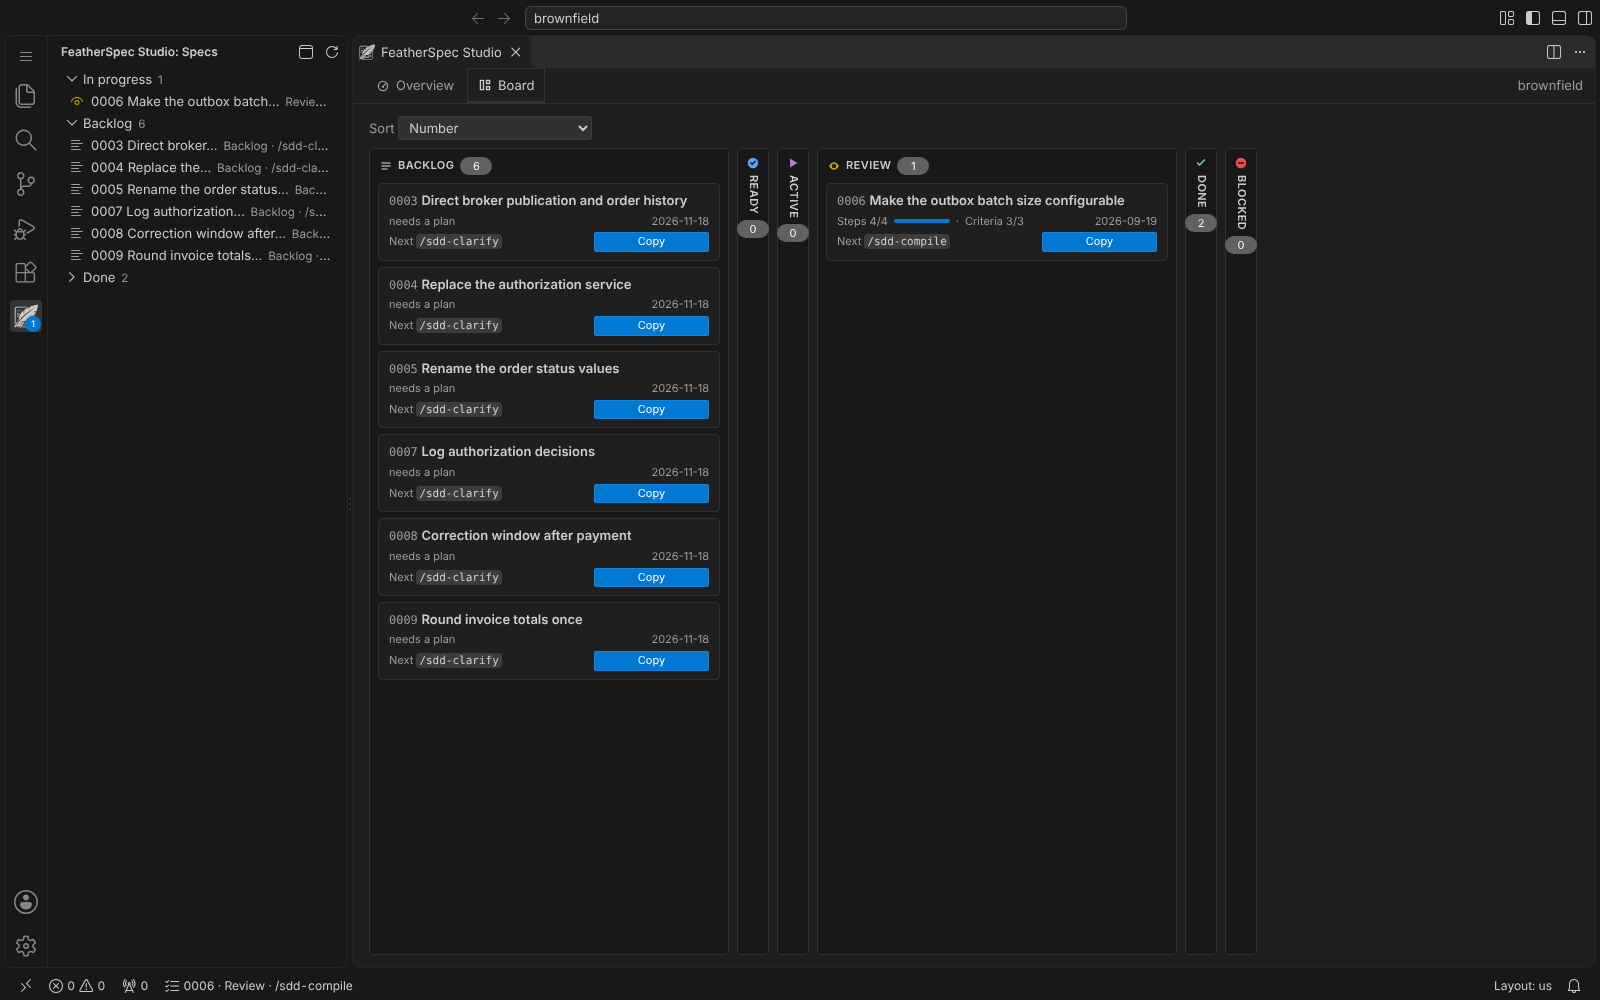 brownfield
FeatherSpec Studio: Specs
In progress 1
0006 Make the outbox batch... Revie...
Backlog 6
0003 Direct broker... Backlog · /sdd-cl...
0004 Replace the... Backlog · /sdd-cla...
0005 Rename the order status... Bac...
0007 Log authorization... Backlog · /s...
0008 Correction window after... Back...
0009 Round invoice totals... Backlog ·...
Done 2
1
FeatherSpec Studio
Overview
Board
brownfield
Sort Number
BACKLOG 6
0003 Direct broker publication and order history
needs a plan 2026-11-18
Next /sdd-clarify Copy
0004 Replace the authorization service
needs a plan 2026-11-18
Next /sdd-clarify Copy
0005 Rename the order status values
needs a plan 2026-11-18
Next /sdd-clarify Copy
0007 Log authorization decisions
needs a plan 2026-11-18
Next /sdd-clarify Copy
0008 Correction window after payment
needs a plan 2026-11-18
Next /sdd-clarify Copy
0009 Round invoice totals once
needs a plan 2026-11-18
Next /sdd-clarify Copy
READY 0
ACTIVE 0
REVIEW 1
0006 Make the outbox batch size configurable
Steps 4/4 · Criteria 3/3 2026-09-19
Next /sdd-compile Copy
DONE 2
BLOCKED 0
0 0 0 0006 · Review · /sdd-compile
Layout: us